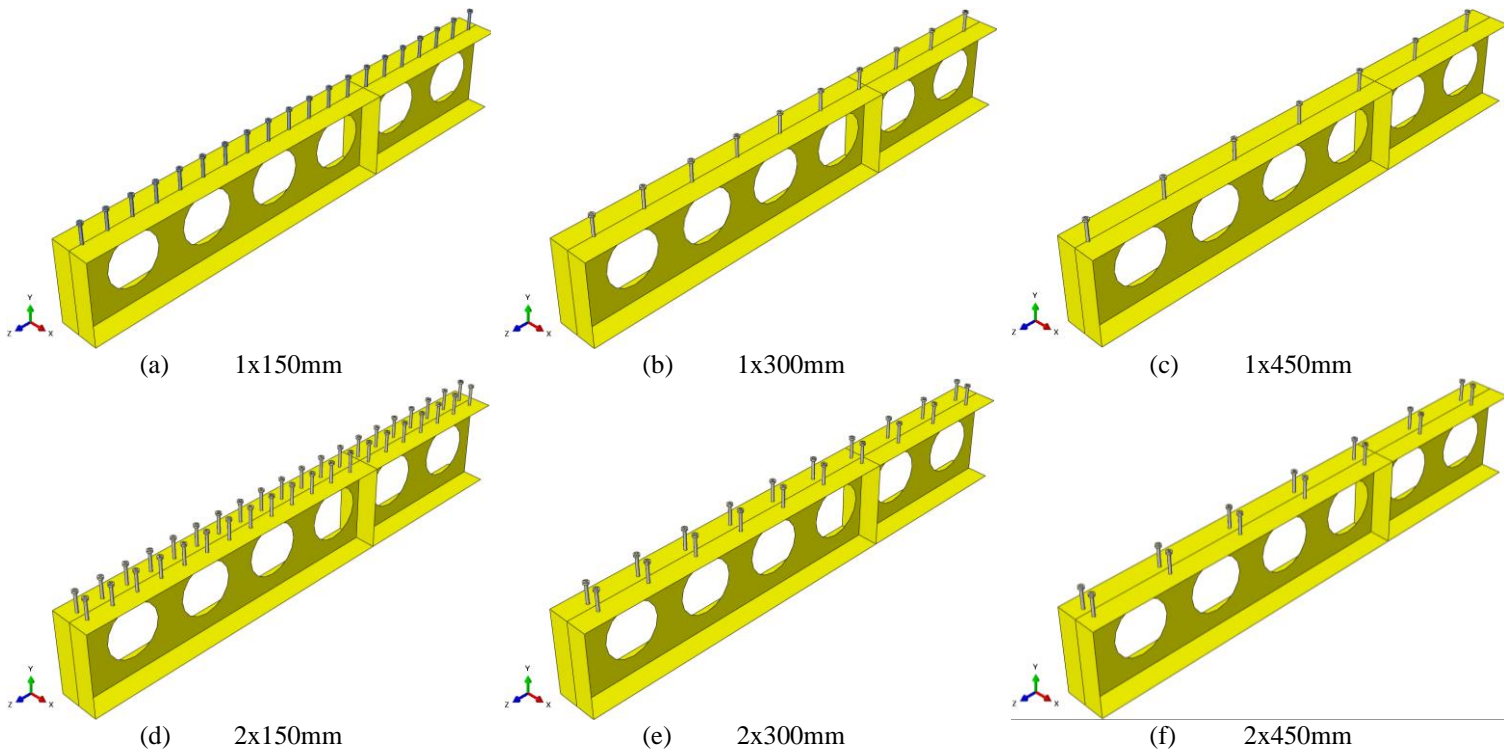 Y
Z X
Y
Z X
Y
Z X
(a) 1x150mm
(b) 1x300mm
(c) 1x450mm
Y
Z X
Y
Z X
Y
Z X
(d) 2x150mm
(e) 2x300mm
(f) 2x450mm